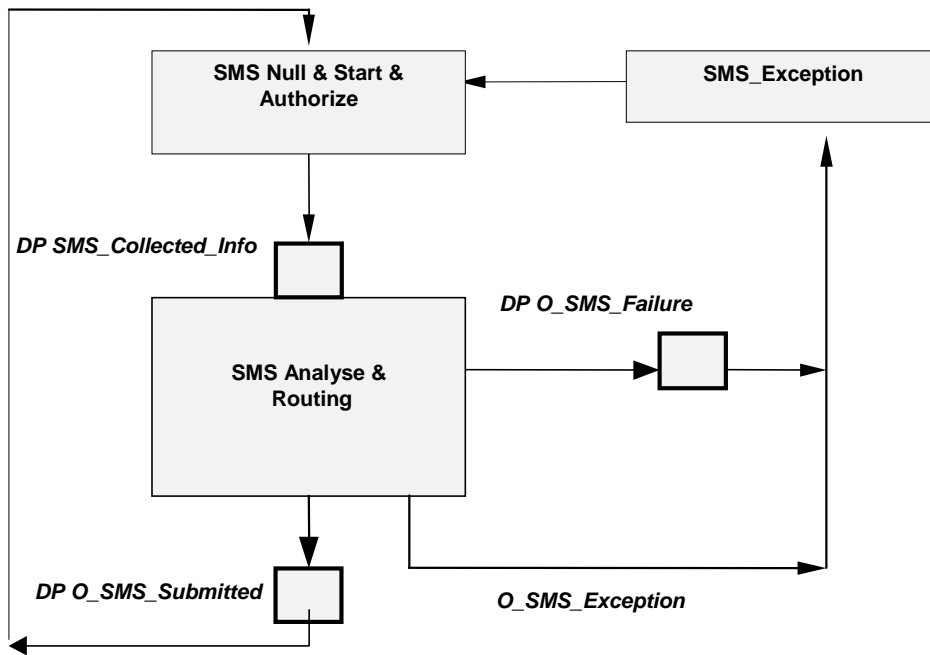 SMS Null & Start &
Authorize
SMS_Exception
DP SMS_Collected_Info
DP O_SMS_Failure
SMS Analyse &
Routing
DP O_SMS_Submitted
O_SMS_Exception